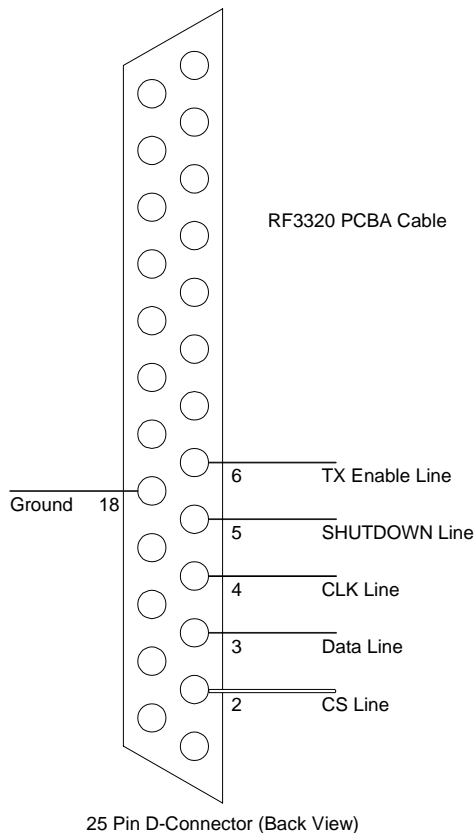 RF3320 PCBA Cable
6 TX Enable Line
Ground 18
5 SHUTDOWN Line
4 CLK Line
3 Data Line
2 CS Line
25 Pin D-Connector (Back View)